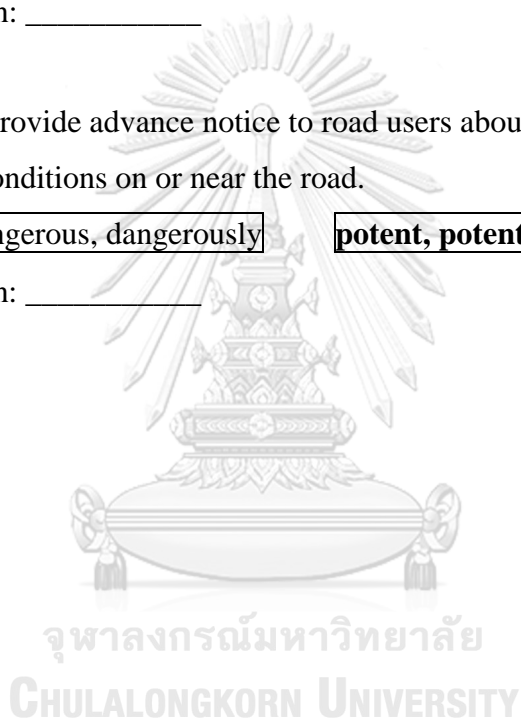 n: ___________
rovide advance notice to road users abou
onditions on or near the road.
ngerous, dangerously potent, potent
n: ___________
จุฬาลงกรณ์มหาวิทยาลัย
CHULALONGKORN UNIVERSITY